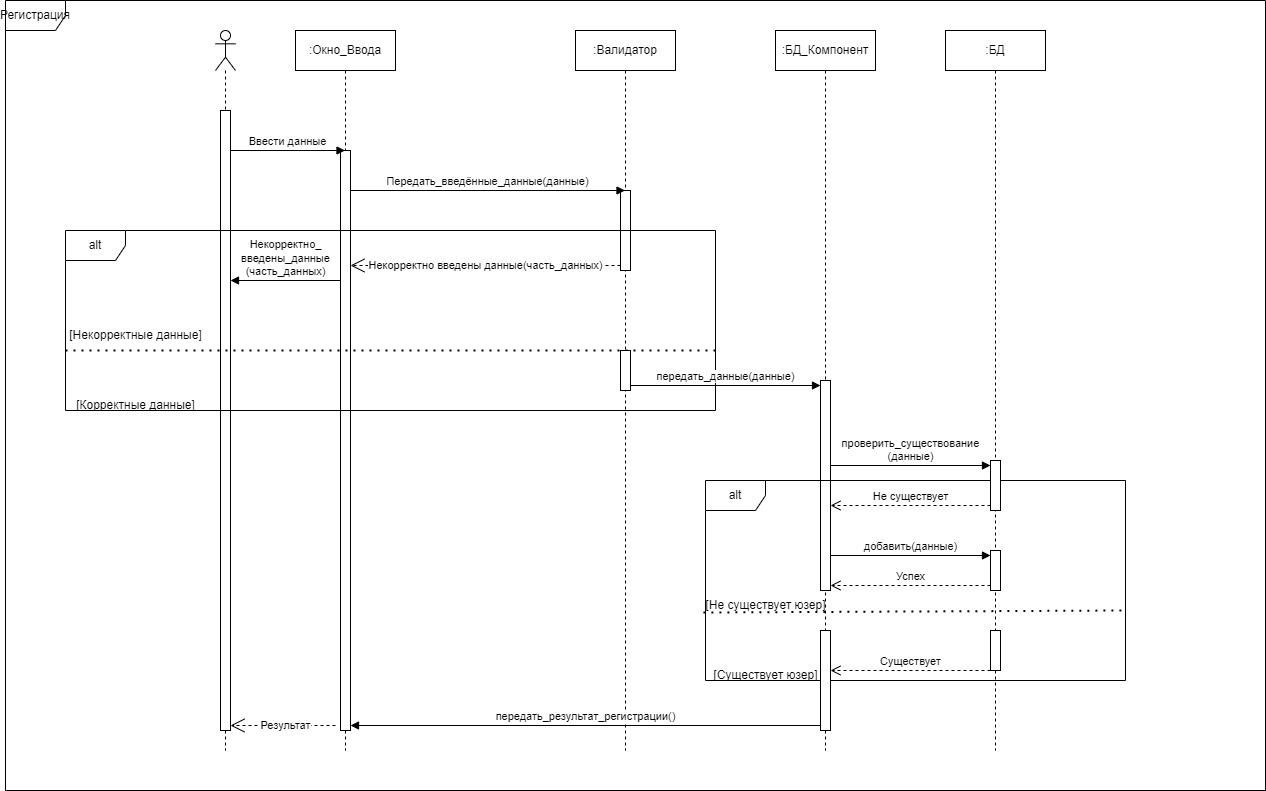 Регистрация
:Окно_Ввода
:Валидатор
:БД_Компонент
:БД
Ввести данные
Передать_введённые_данные(данные)
alt
Некорректно_
введены_данные
(часть_данных)
Некорректно введены данные(часть_данных)
[Некорректные данные]
передать_данные(данные)
[Корректные данные]
проверить_существование
(данные)
alt
Не существует
добавить(данные)
Успех
[Не существует юзер]
Существует
[Существует юзер]
передать_результат_регистрации()
Результат